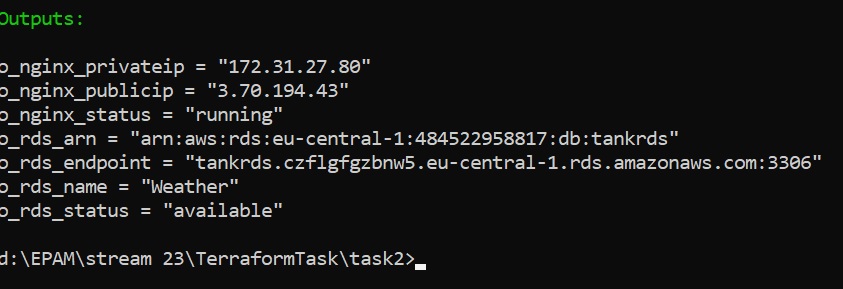 Outputs:
o_nginx_privateip = "172.31.27.80"
o_nginx_publicip = "3.70.194.43"
o_nginx_status = "running"
o_rds_arn = "arn:aws:rds:eu-central-1:484522958817:db:tankrds"
o_rds_endpoint = "tankrds.czflgfgzbnw5.eu-central-1.rds.amazonaws.com:3306"
o_rds_name = "Weather"
o_rds_status = "available"
d:\EPAM\stream 23\TerraformTask\task2>